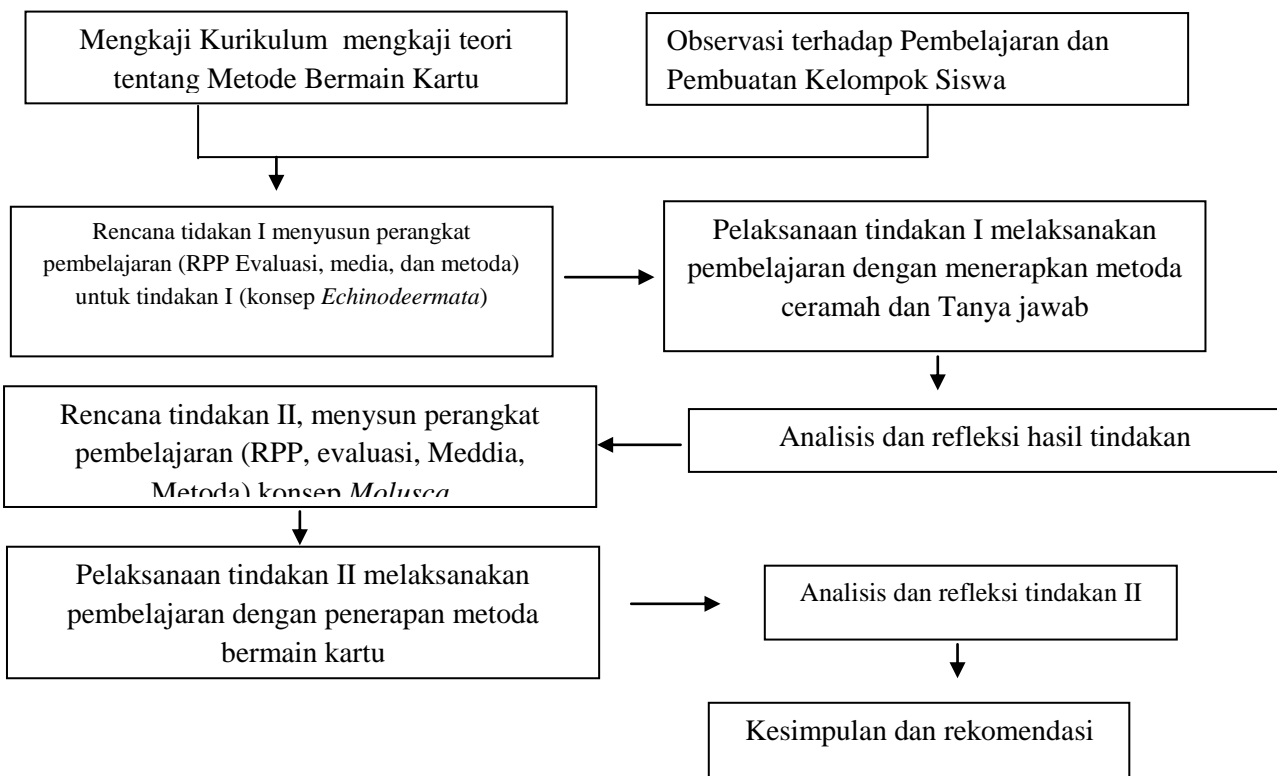 Mengkaji Kurikulum mengkaji teori
tentang Metode Bermain Kartu
Observasi terhadap Pembelajaran dan
Pembuatan Kelompok Siswa
Rencana tidakan I menyusun perangkat
pembelajaran (RPP Evaluasi, media, dan metoda)
untuk tindakan I (konsep Echinodeermata)
Pelaksanaan tindakan I melaksanakan
pembelajaran dengan menerapkan metoda
ceramah dan Tanya jawab
Analisis dan refleksi hasil tindakan
Rencana tindakan II, menysun perangkat
pembelajaran (RPP, evaluasi, Meddia,
Metoda) konsep Molusca
Pelaksanaan tindakan II melaksanakan
pembelajaran dengan penerapan metoda
bermain kartu
Analisis dan refleksi tindakan II
Kesimpulan dan rekomendasi